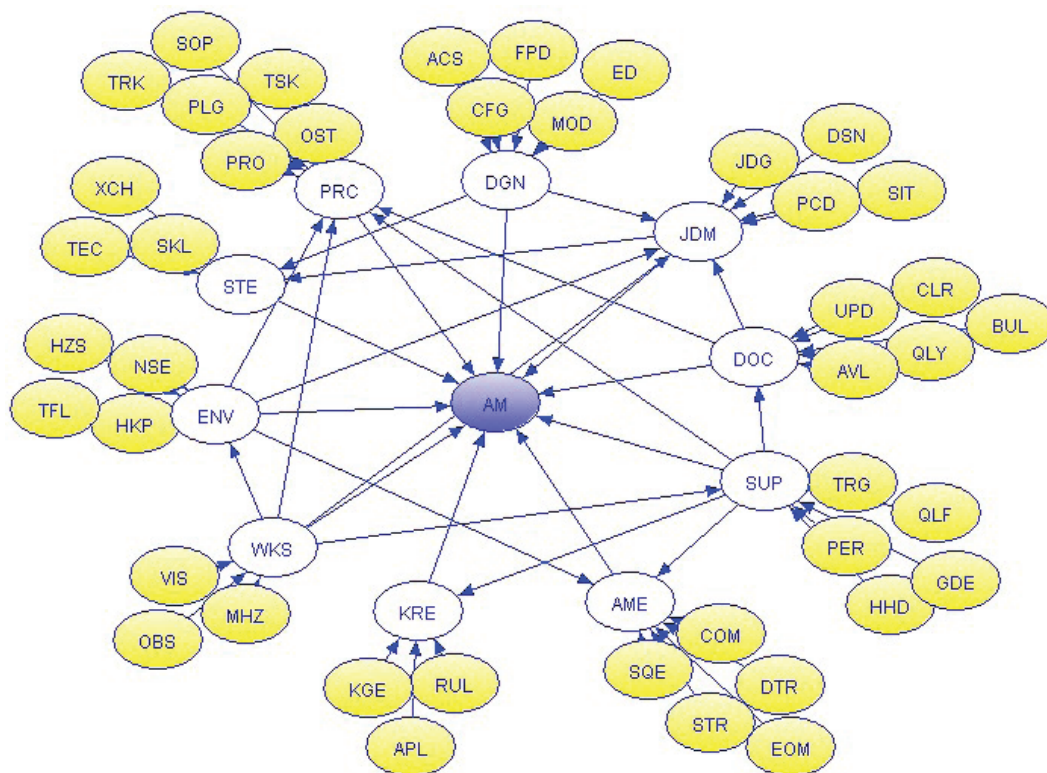 SOP
FPD
ACS
ED
TRK
TSK
PLG
CFG
MOD
DSN
OST
JDG
PRO
PRC
DGN
PCD
SIT
XCH
JDM
TEC
SKL
STE
CLR
UPD
BUL
HZS
NSE
DOC
QLY
AVL
AM
TFL
HKP
ENV
SUP
TRG
QLF
WKS
PER
VIS
GDE
HHD
AME
KRE
MHZ
OBS
COM
SQE
KGE
RUL
DTR
STR
APL
EOM